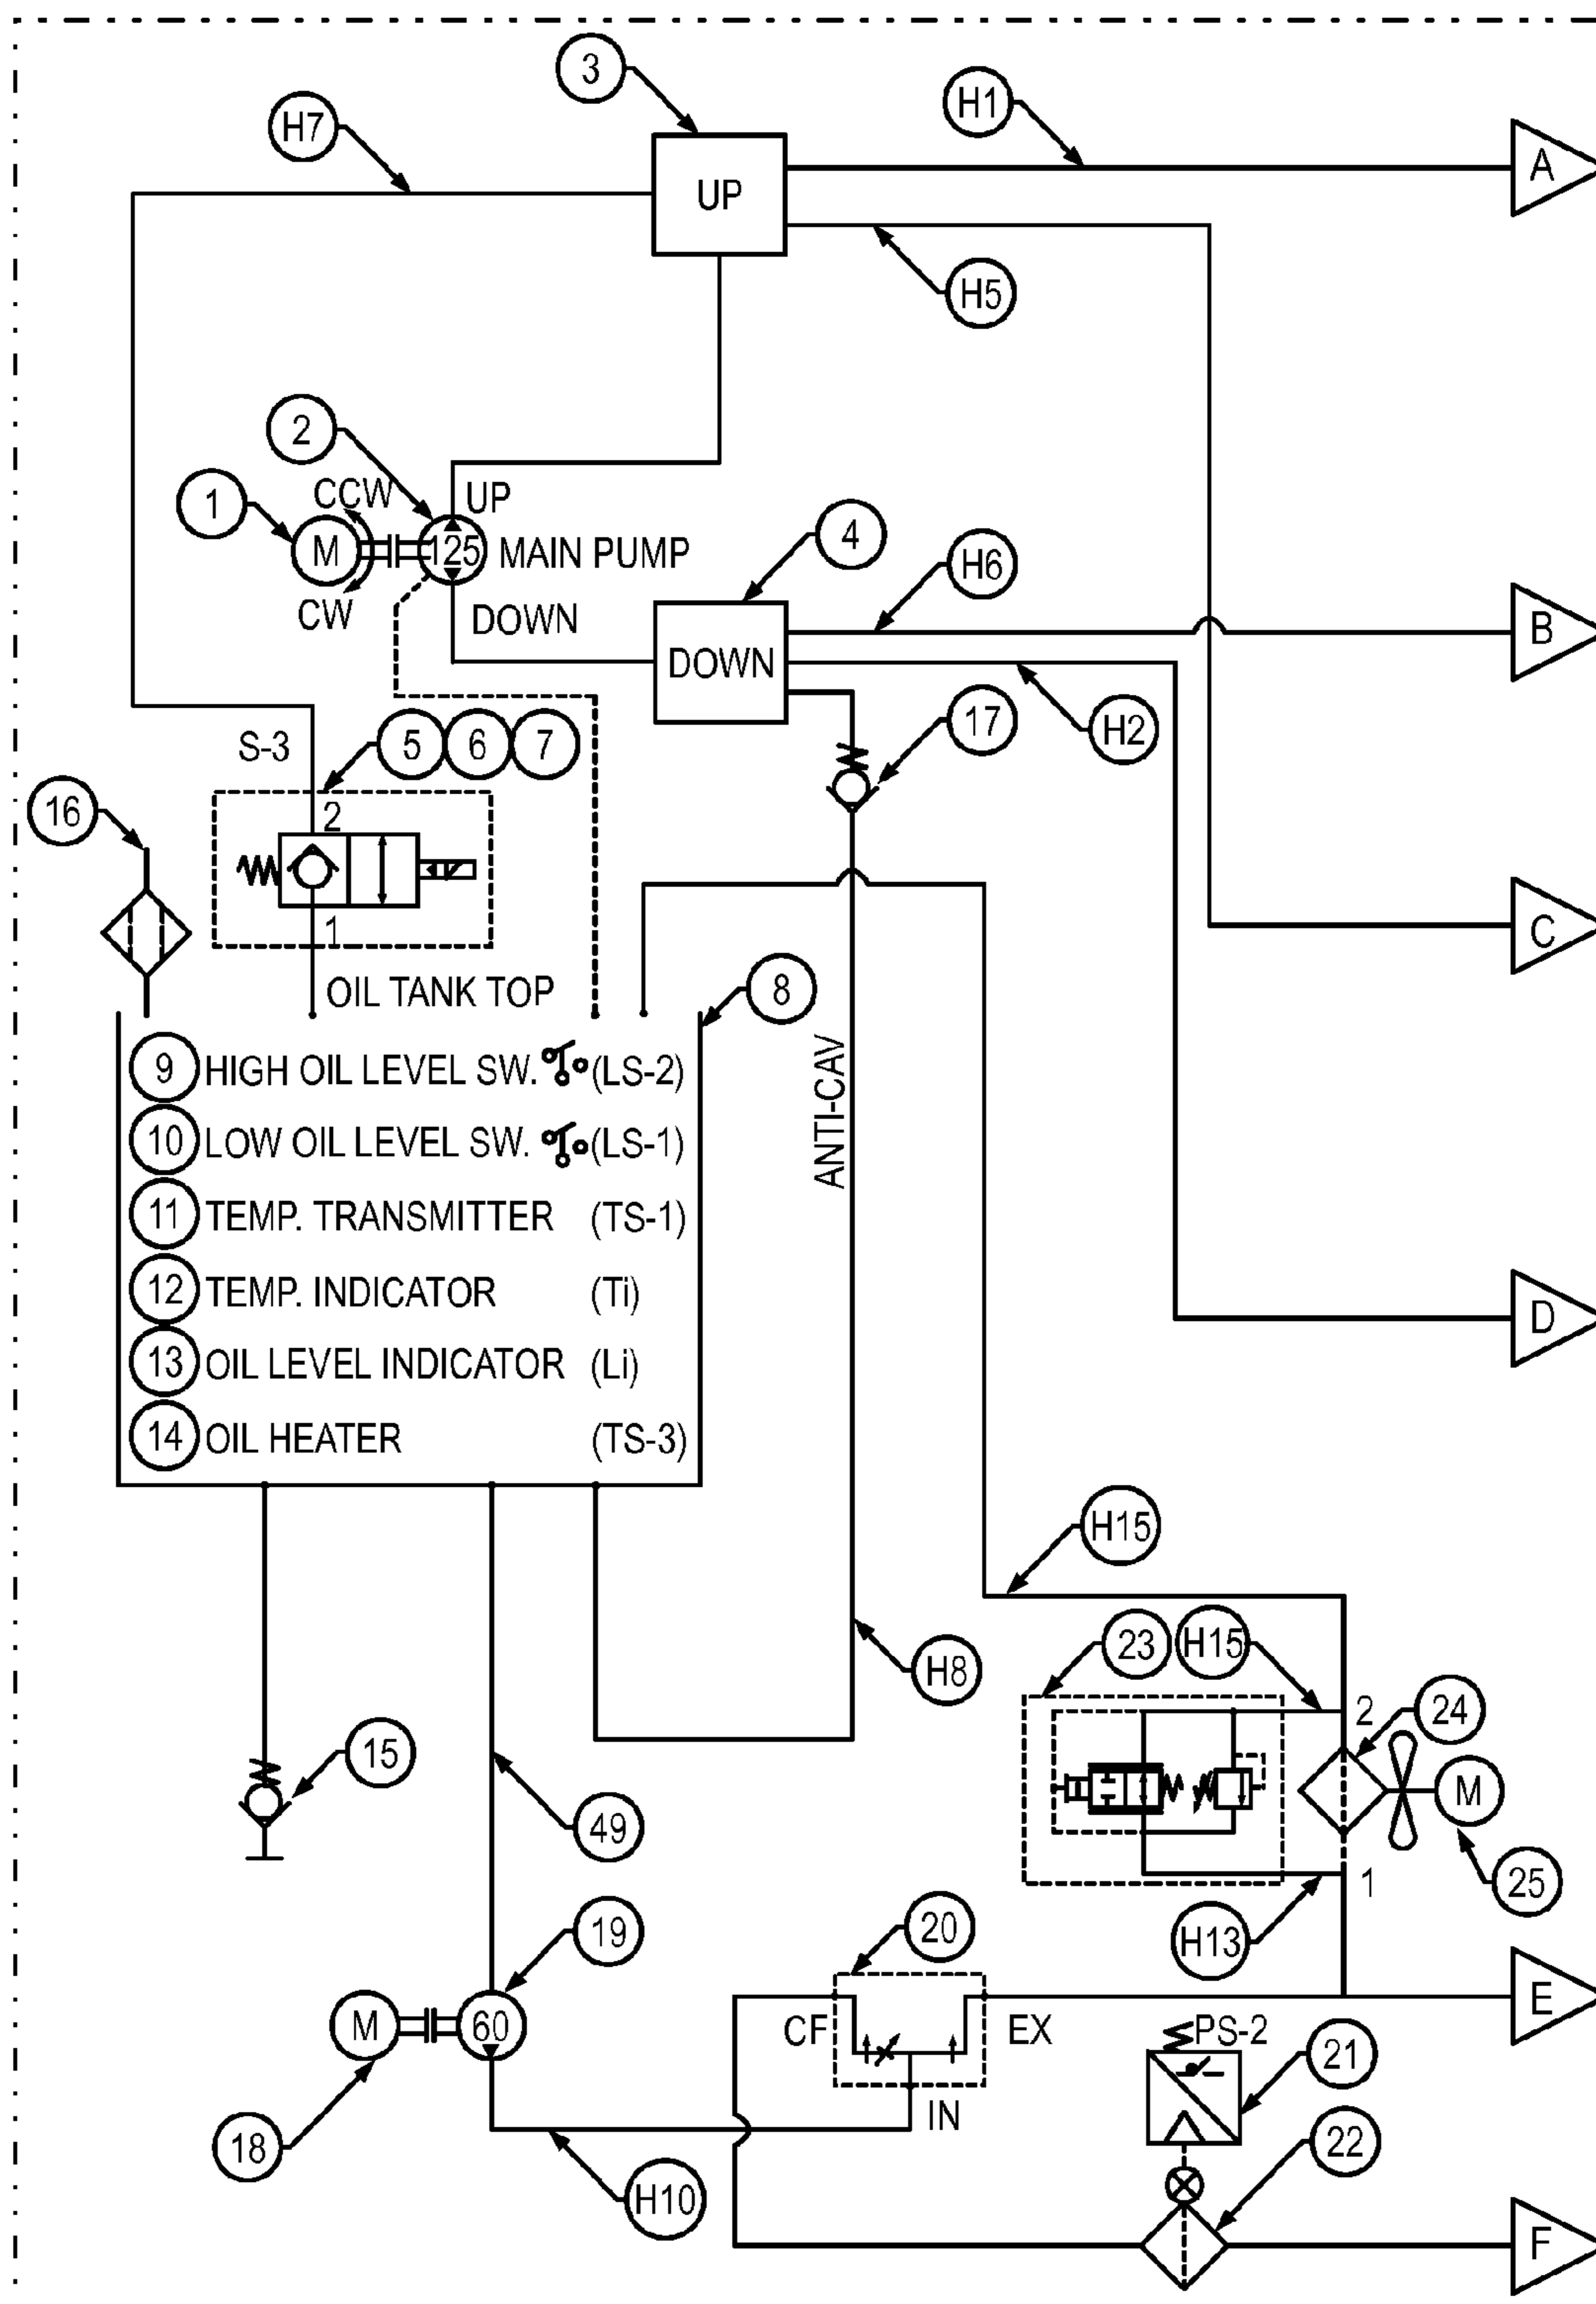 3
H1
H7
A
UP
H5
2
CCW
UP
1
M
125
MAIN PUMP
4
H6
CW
DOWN
B
DOWN
17
H2
S-3
5 6 7
16
2
1
C
OIL TANK TOP
8
9 HIGH OIL LEVEL SW. (LS-2)
10 LOW OIL LEVEL SW. (LS-1)
11 TEMP. TRANSMITTER (TS-1)
12 TEMP. INDICATOR (Ti)
13 OIL LEVEL INDICATOR (Li)
14 OIL HEATER (TS-3)
ANTI-CAV
D
H15
23
H15
H8
2
24
15
M
49
1
25
19
20
H13
E
M
60
CF
EX
PS-2
21
IN
18
22
H10
F